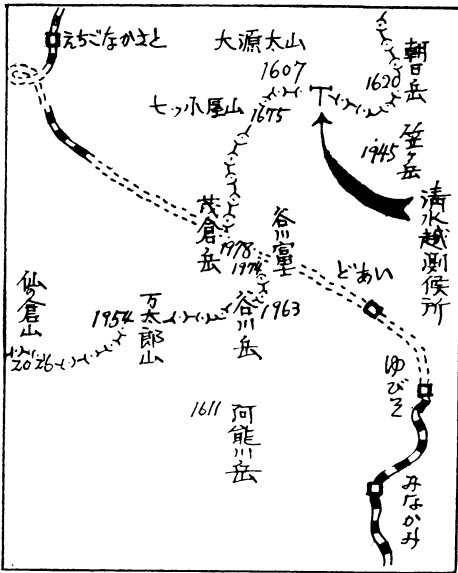 えちごなかさと
大源太山
1607
七ッ小屋山
1675
朝日岳
1620
笠ヶ岳
1945
清水越測候所
茂倉岳
1978
谷川富士
1974
谷川岳
1963
どあい
仙ノ倉山
2026
万太郎山
1954
ゆびそ
1611
阿能川岳
みなかみ